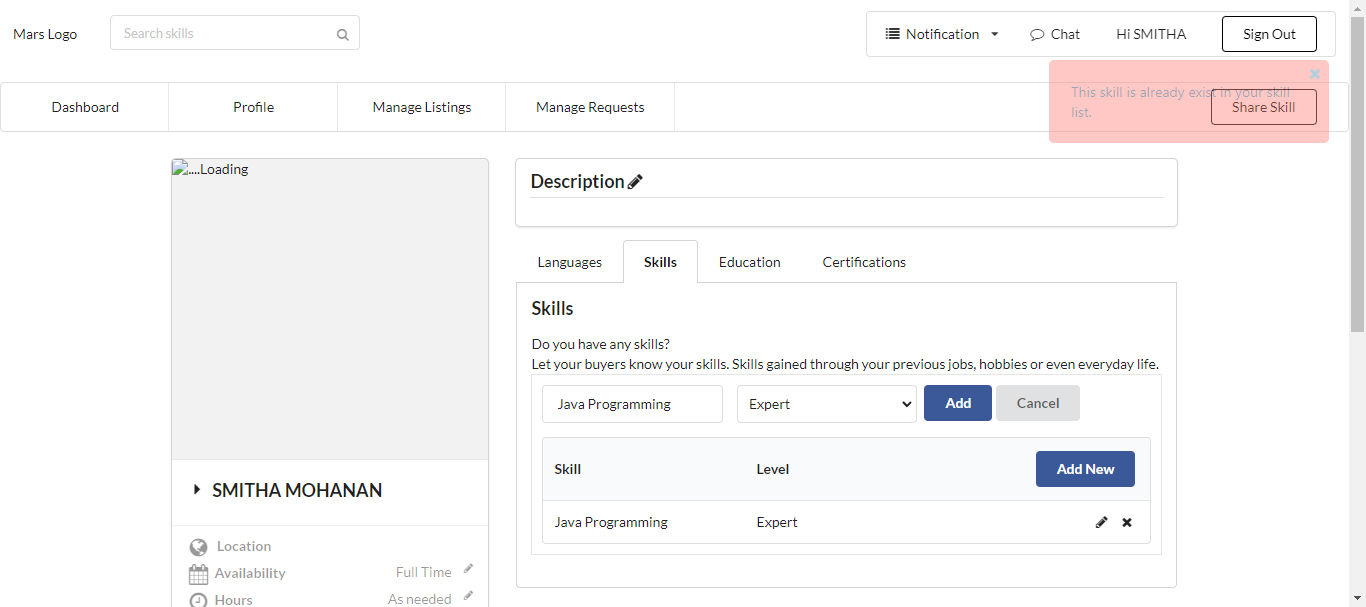 Mars Logo
Search skills
Notification
Chat
Hi SMITHA
Sign Out
This skill is already exist in your skill
list.
Dashboard
Profile
Manage Listings
Manage Requests
Share Skill
....Loading
Description
Languages
Skills
Education
Certifications
Skills
Do you have any skills?
Let your buyers know your skills. Skills gained through your previous jobs, hobbies or even everyday life.
Java Programming
Expert
Add
Cancel
Skill
Level
Add New
Java Programming
Expert
SMITHA MOHANAN
Location
Availability
Full Time
Hours
As needed